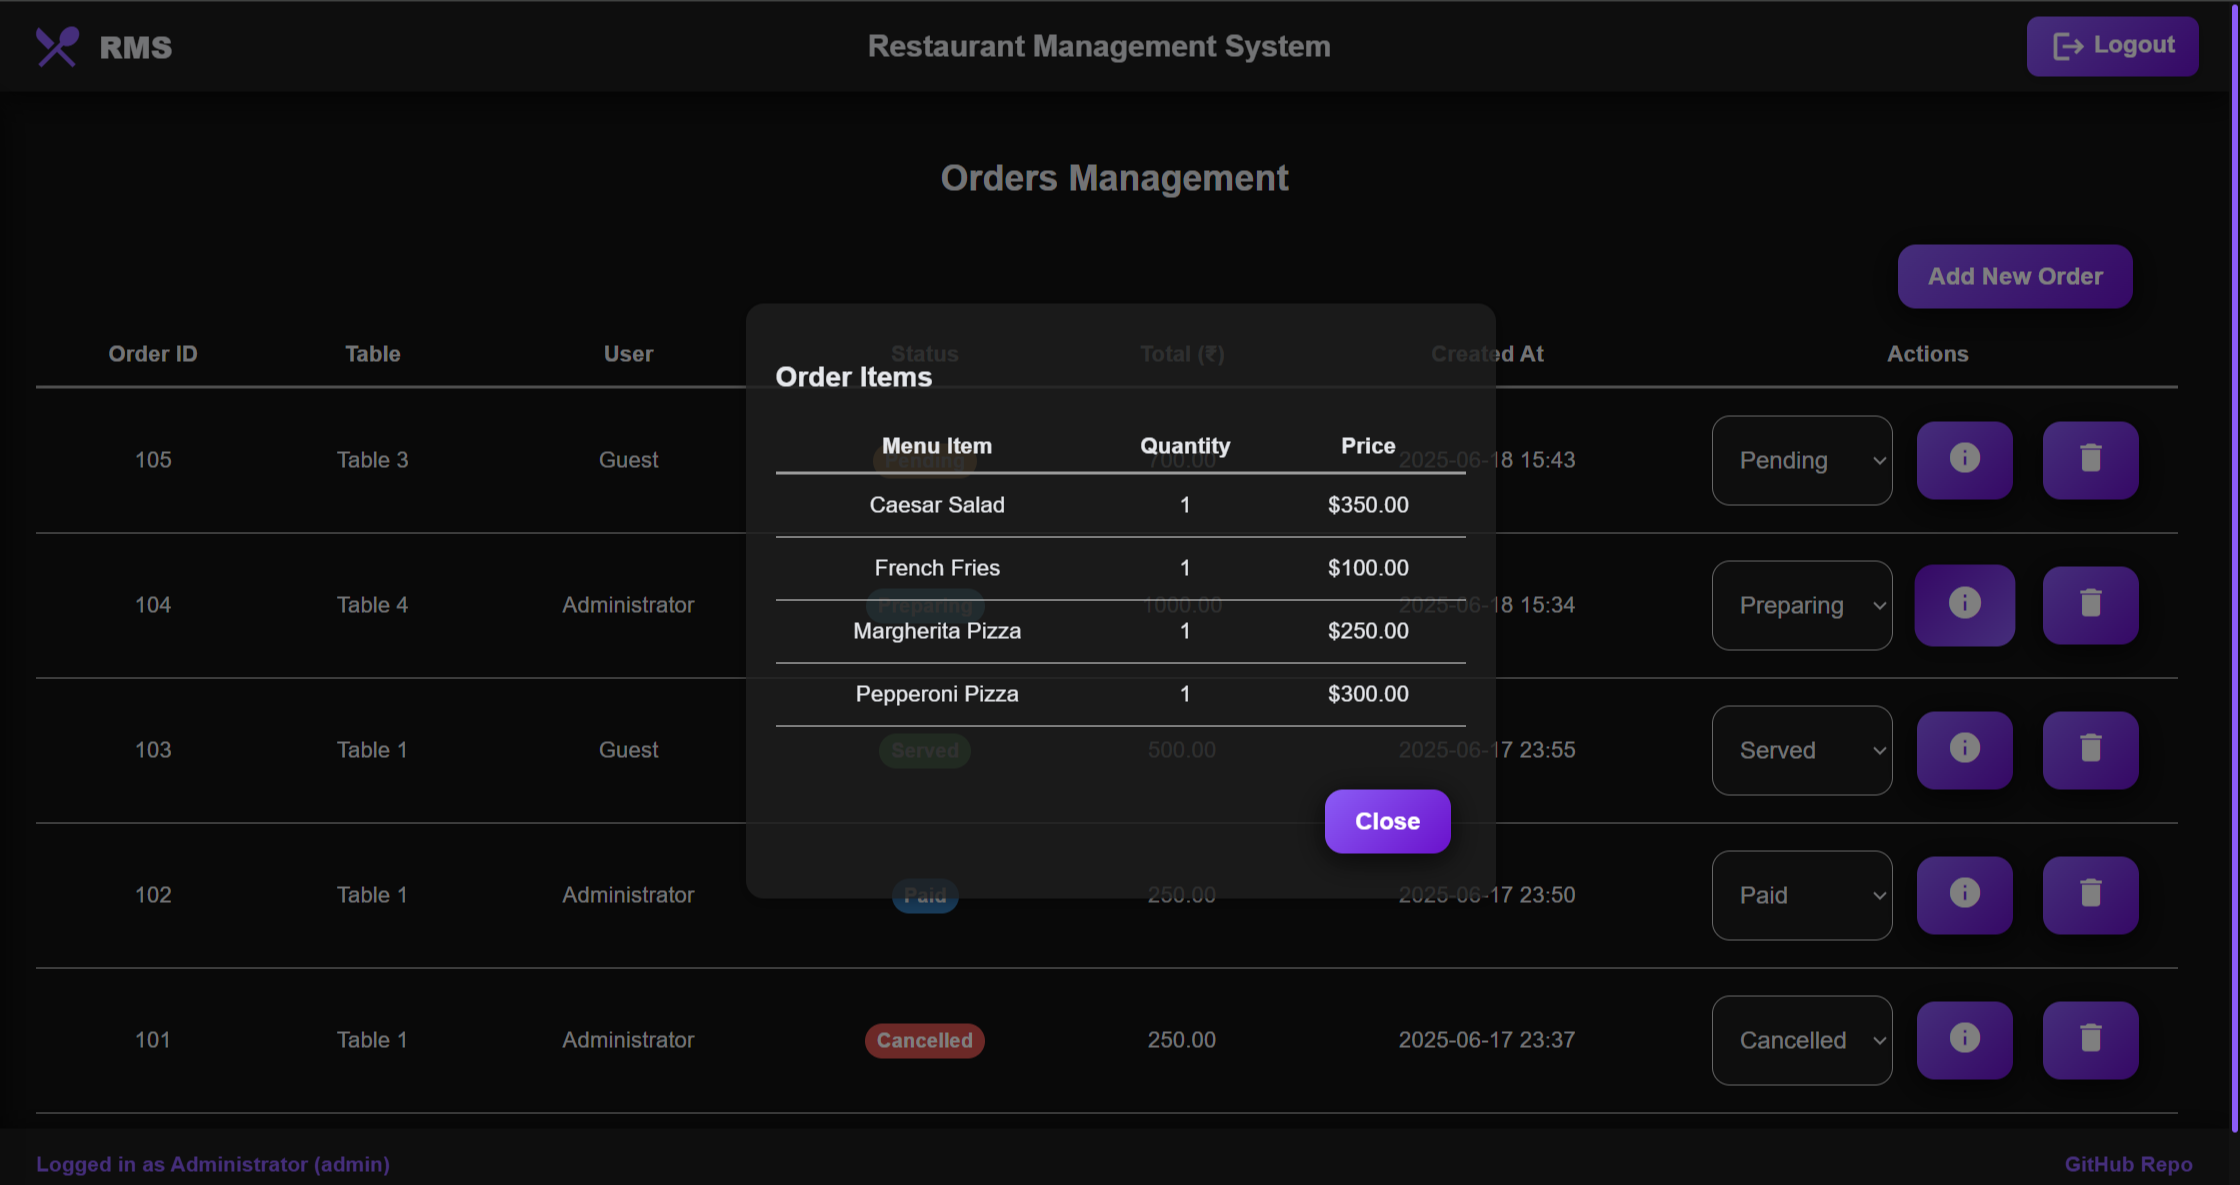 RMS
Restaurant Management System
Logout
Orders Management
Add New Order
Order ID Table User Status Total (₹) Created At Actions
Order Items
Menu Item Quantity Price
105 Table 3 Guest Pending 700.00 2025-06-18 15:43 Pending
Caesar Salad 1 $350.00
French Fries 1 $100.00
104 Table 4 Administrator Preparing 1000.00 2025-06-18 15:34 Preparing
Margherita Pizza 1 $250.00
Pepperoni Pizza 1 $300.00
103 Table 1 Guest Served 500.00 2025-06-17 23:55 Served
Close
102 Table 1 Administrator Paid 250.00 2025-06-17 23:50 Paid
101 Table 1 Administrator Cancelled 250.00 2025-06-17 23:37 Cancelled
Logged in as Administrator (admin)
GitHub Repo